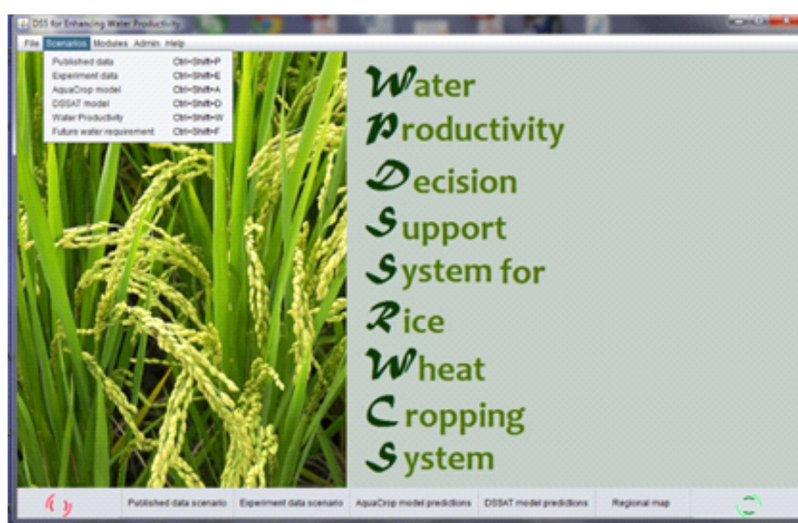 DSS for Enhancing Water Productivity
File Scenarios Modules Admin Help
Published data Ctrl+Shift+P
Experiment data Ctrl+Shift+E
AquaCrop model Ctrl+Shift+A
DSSAT model Ctrl+Shift+D
Water Productivity Ctrl+Shift+W
Future water requirement Ctrl+Shift+F
Water
Productivity
Decision
Support
System for
Rice
Wheat
Cropping
System
Published data scenario Experiment data scenario AquaCrop model predictions DSSAT model predictions Regional map